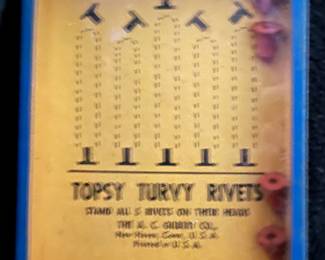 TOPSY TURVY RIVETS
STAND ALL 5 RIVETS ON THEIR HEADS
THE A. C. GILBERT CO.,
New Haven, Conn., U. S. A.
Printed in U. S. A.